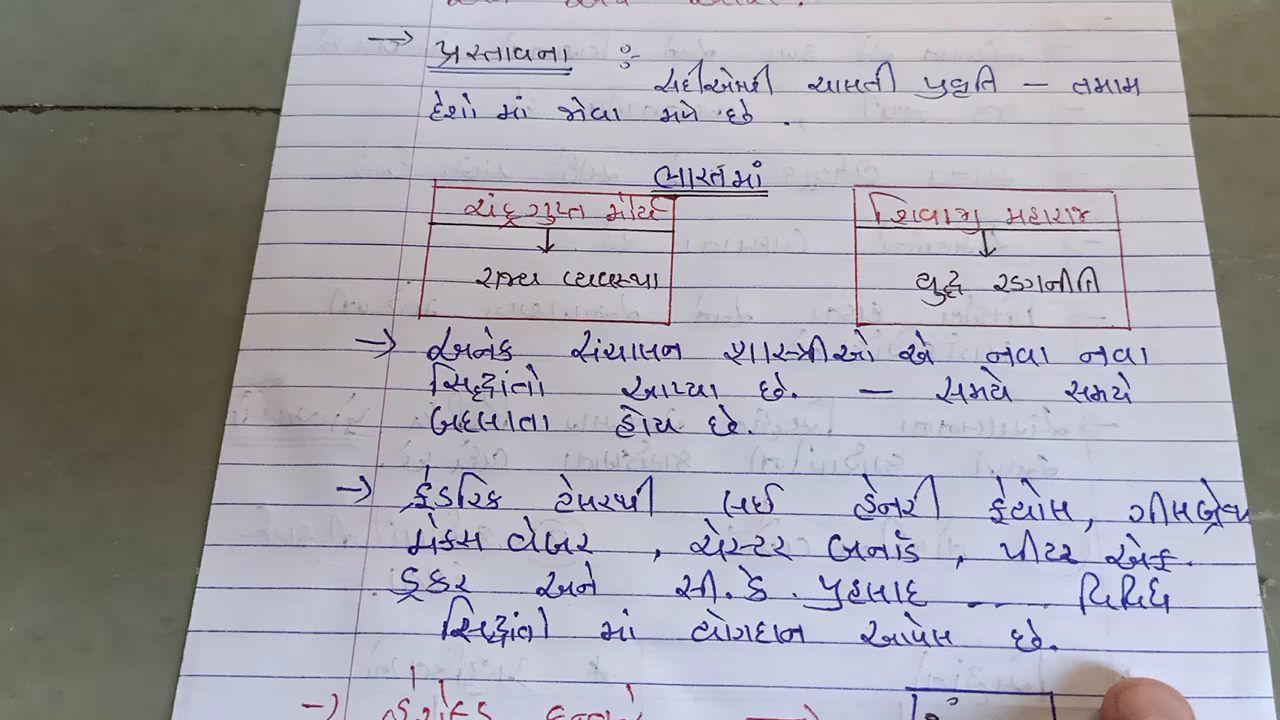 → પ્રસ્તાવના :-
સદીઓથી ચાલતી પ્રવૃત્તિ – તમામ
દેશો માં જોવા મળે છે.
ભારતમાં
ચંદ્રગુપ્ત મૌર્ય
શિવાજી મહારાજ
↓
↓
રાજ્ય વ્યવસ્થા
યુદ્ધ રણનીતિ
→ અનેક સંચાલન શાસ્ત્રીઓ એ નવા નવા
સિદ્ધાંતો આપ્યા છે. – સમયે સમયે
બદલાતા હોય છે.
→ ફ્રેડરિક ટેલરથી લઈ હેનરી ફેયોલ, ગીલબ્રેથ
મેક્સ વેબર, ચેસ્ટર બર્નાડ, પીટર એફ.
ડ્રકર અને સી. કે. પ્રહલાદ .... વિવિધ
સિદ્ધાંતો માં યોગદાન આપેલ છે.